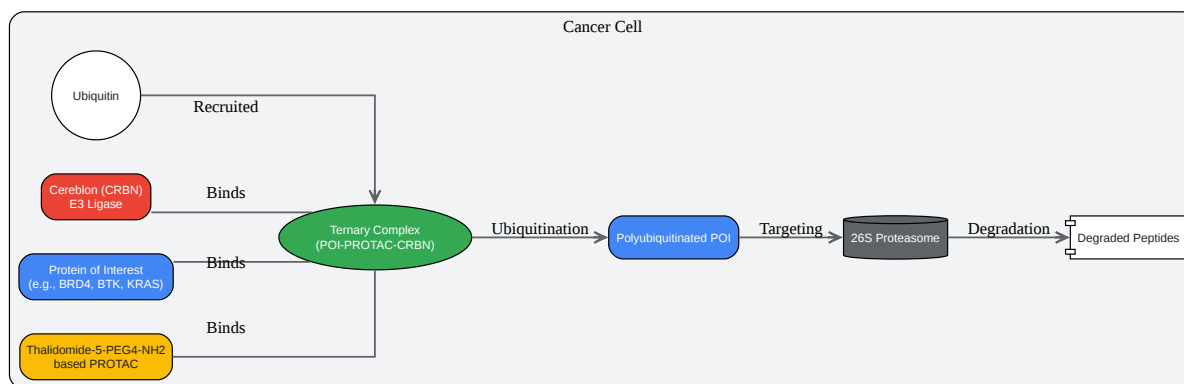 Cancer Cell
Ubiquitin
Recruited
Cereblon (CRBN)
E3 Ligase
Binds
Protein of Interest
(e.g., BRD4, BTK, KRAS)
Binds
Thalidomide-5-PEG4-NH2
based PROTAC
Binds
Ternary Complex
(POI-PROTAC-CRBN)
Ubiquitination
Polyubiquitinated POI
Targeting
26S Proteasome
Degradation
Degraded Peptides